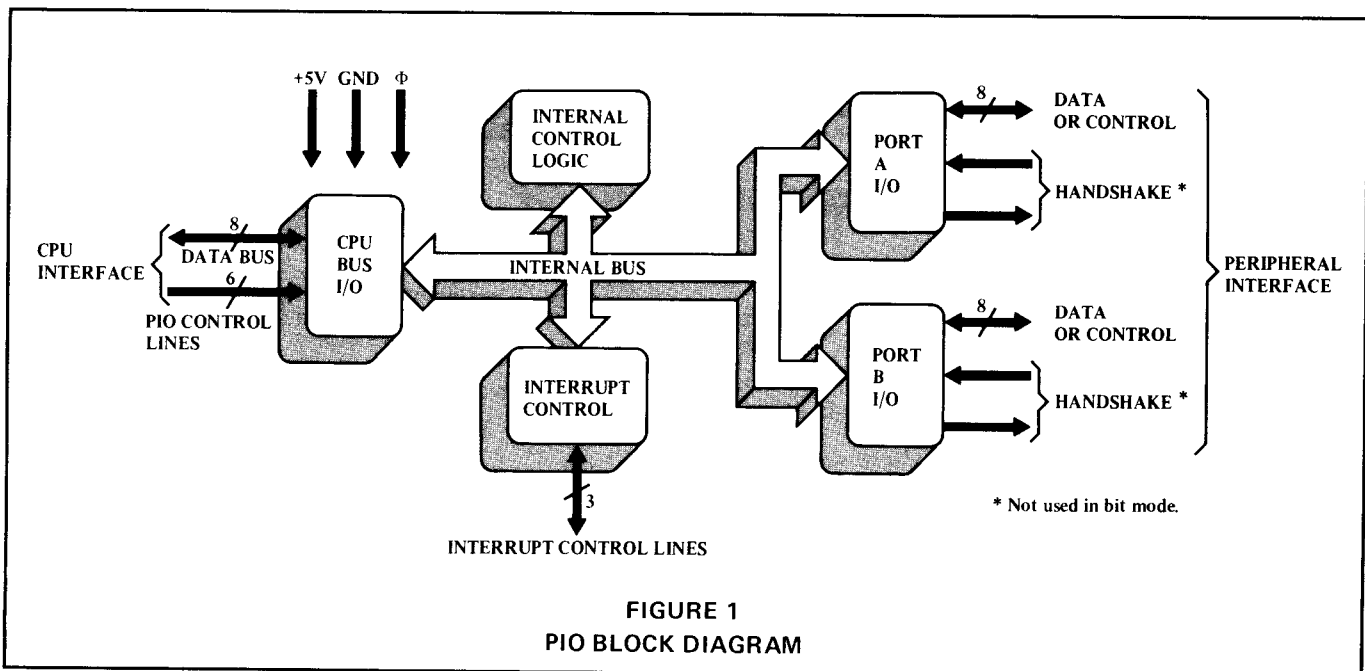 +5V GND Φ
INTERNAL
CONTROL
LOGIC
CPU
INTERFACE
8
DATA BUS
6
PIO CONTROL
LINES
CPU
BUS
I/O
INTERNAL BUS
INTERRUPT
CONTROL
3
INTERRUPT CONTROL LINES
PORT
A
I/O
8
DATA
OR CONTROL
HANDSHAKE *
PORT
B
I/O
8
DATA
OR CONTROL
HANDSHAKE *
PERIPHERAL
INTERFACE
* Not used in bit mode.
FIGURE 1
PIO BLOCK DIAGRAM